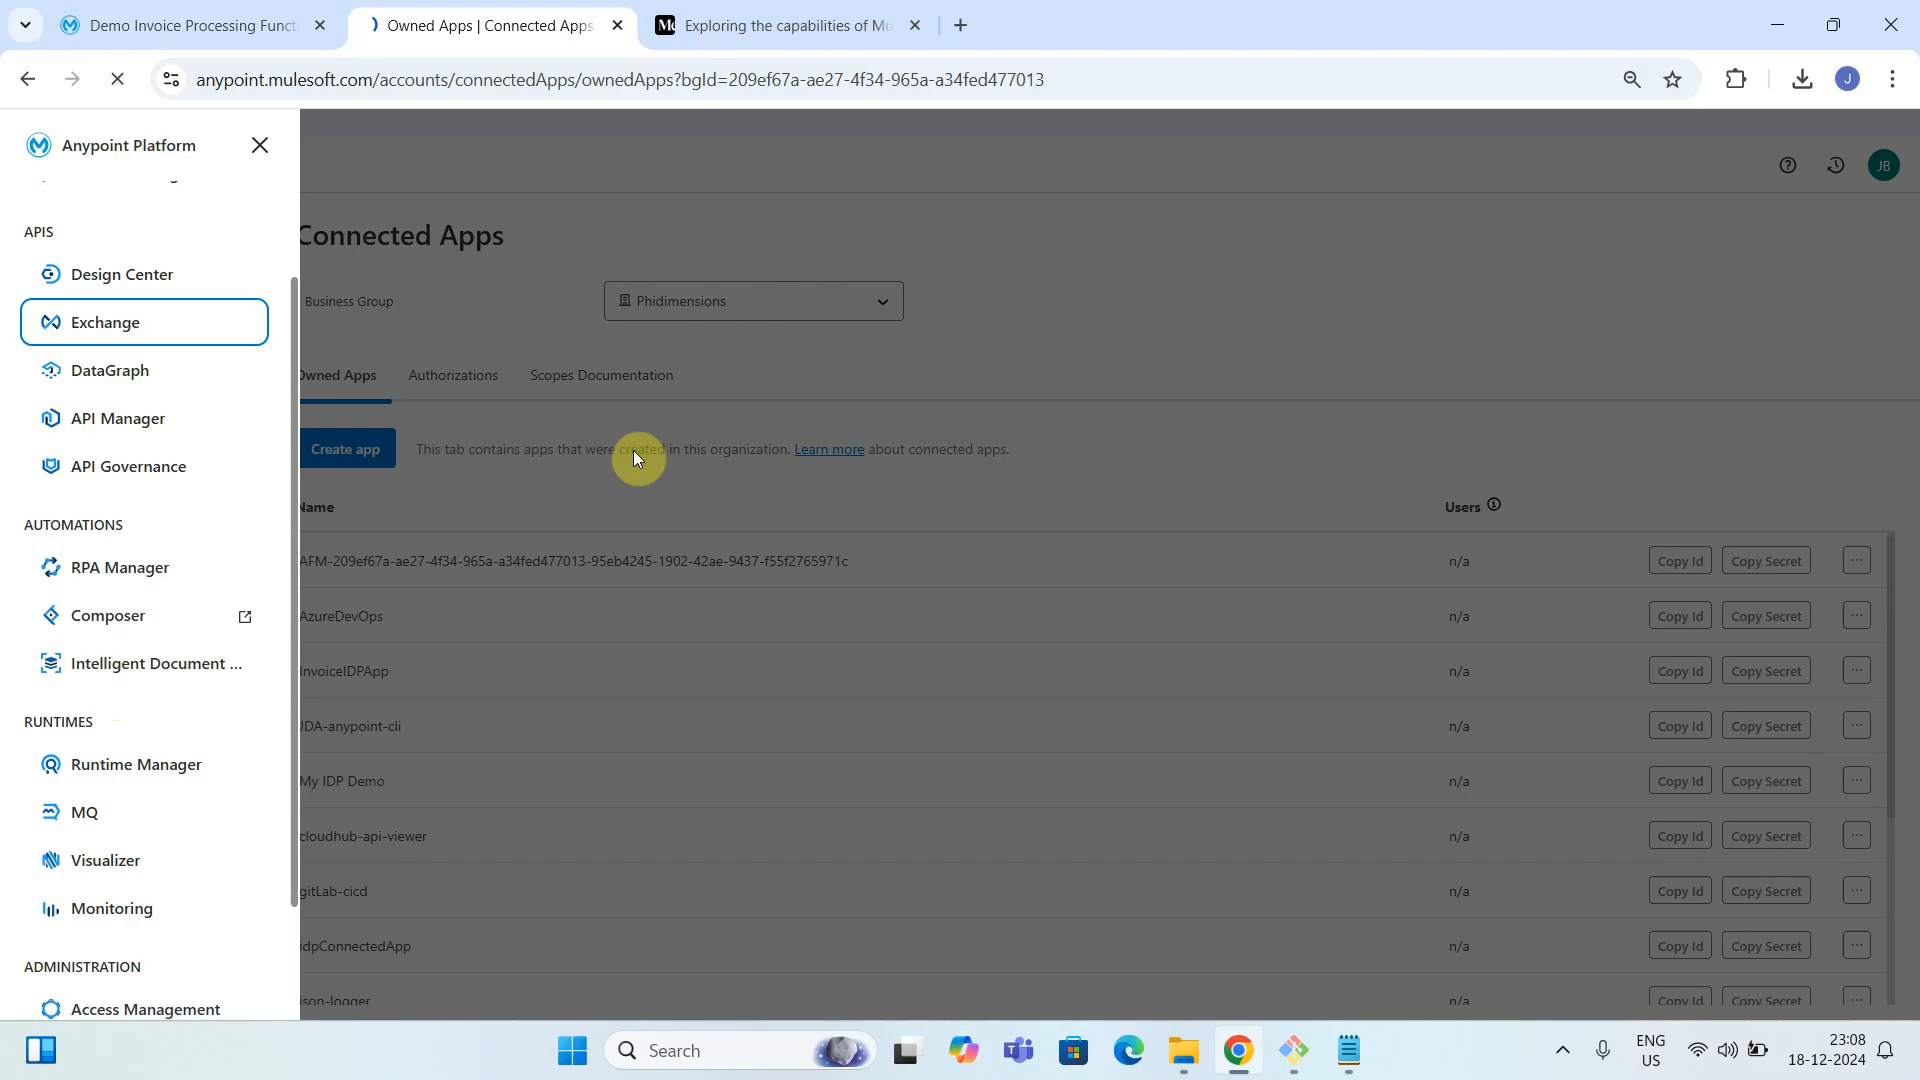 Demo Invoice Processing Funct
Owned Apps | Connected Apps
Exploring the capabilities of Mu
anypoint.mulesoft.com/accounts/connectedApps/ownedApps?bgId=209ef67a-ae27-4f34-965a-a34fed477013
J
Anypoint Platform
JB
APIS
Design Center
Exchange
DataGraph
API Manager
API Governance
AUTOMATIONS
RPA Manager
Composer
Intelligent Document ...
RUNTIMES
Runtime Manager
MQ
Visualizer
Monitoring
ADMINISTRATION
Access Management
Connected Apps
Business Group
Phidimensions
Owned Apps Authorizations Scopes Documentation
Create app This tab contains apps that were created in this organization. Learn more about connected apps.
Name Users
AFM-209ef67a-ae27-4f34-965a-a34fed477013-95eb4245-1902-42ae-9437-f55f2765971c n/a Copy Id Copy Secret ...
AzureDevOps n/a Copy Id Copy Secret ...
InvoiceIDPApp n/a Copy Id Copy Secret ...
JDA-anypoint-cli n/a Copy Id Copy Secret ...
My IDP Demo n/a Copy Id Copy Secret ...
cloudhub-api-viewer n/a Copy Id Copy Secret ...
gitLab-cicd n/a Copy Id Copy Secret ...
idpConnectedApp n/a Copy Id Copy Secret ...
json-logger n/a Copy Id Copy Secret ...
Search
ENG
US
23:08
18-12-2024